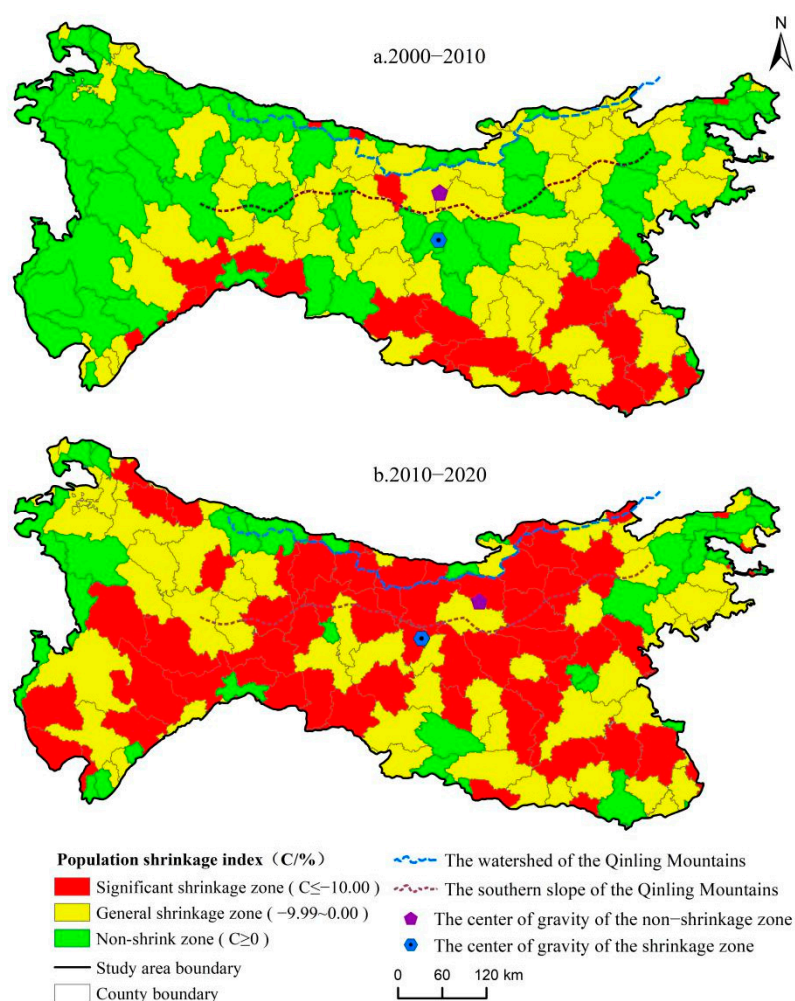 N
a.2000−2010
b.2010−2020
Population shrinkage index（C/%）
Significant shrinkage zone ( C≤−10.00 )
General shrinkage zone ( −9.99~0.00 )
Non−shrink zone ( C≥0 )
Study area boundary
County boundary
The watershed of the Qinling Mountains
The southern slope of the Qinling Mountains
The center of gravity of the non−shrinkage zone
The center of gravity of the shrinkage zone
0 60 120 km